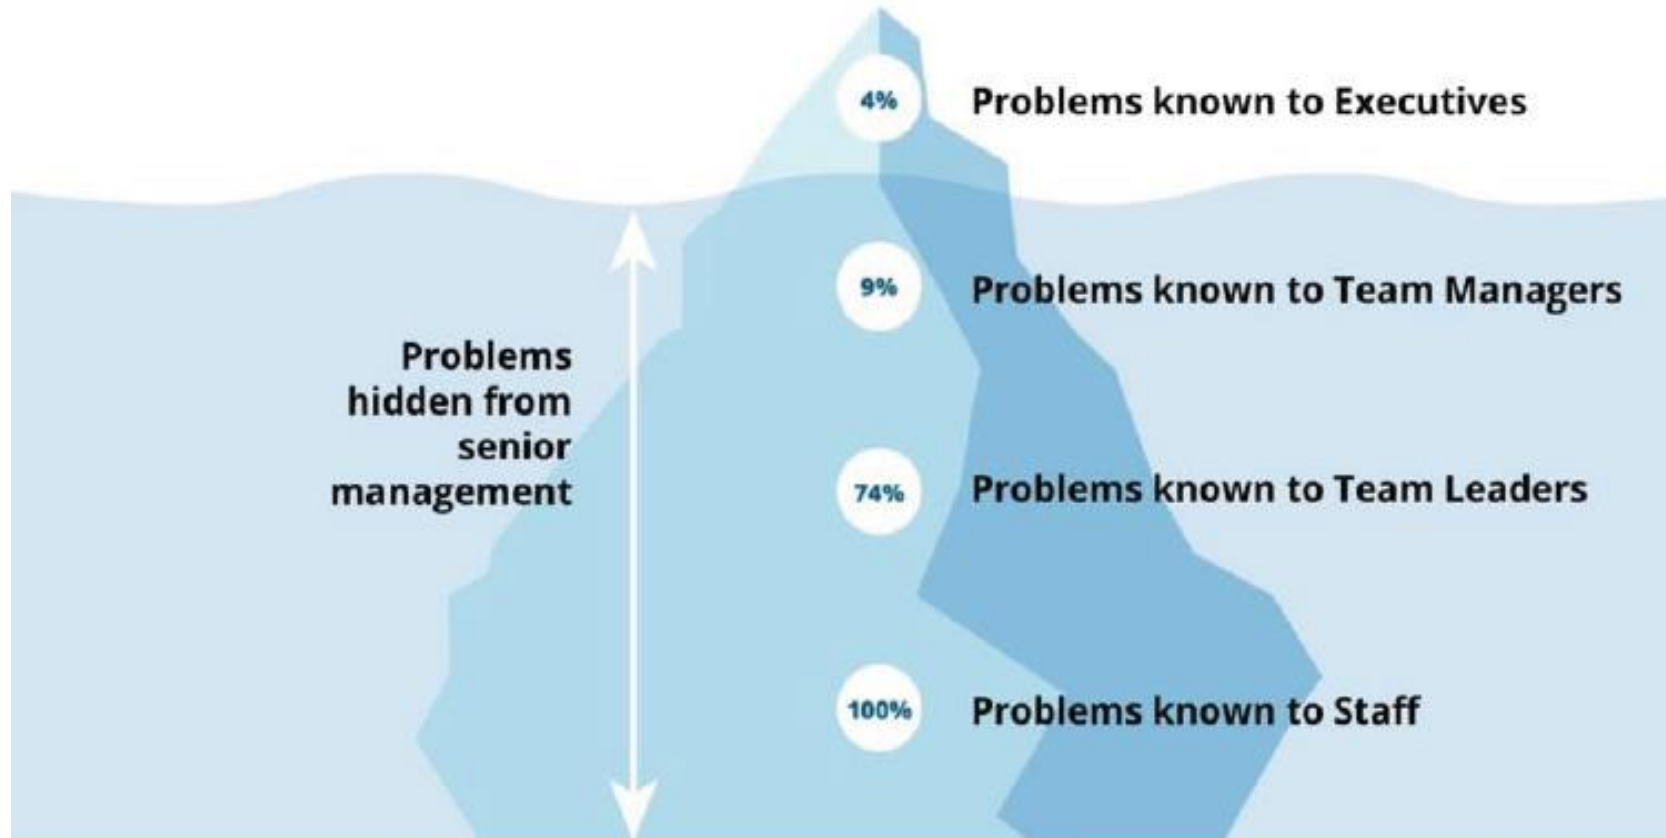 4%
Problems known to Executives
9%
Problems known to Team Managers
Problems
hidden from
senior
management
74%
Problems known to Team Leaders
100%
Problems known to Staff